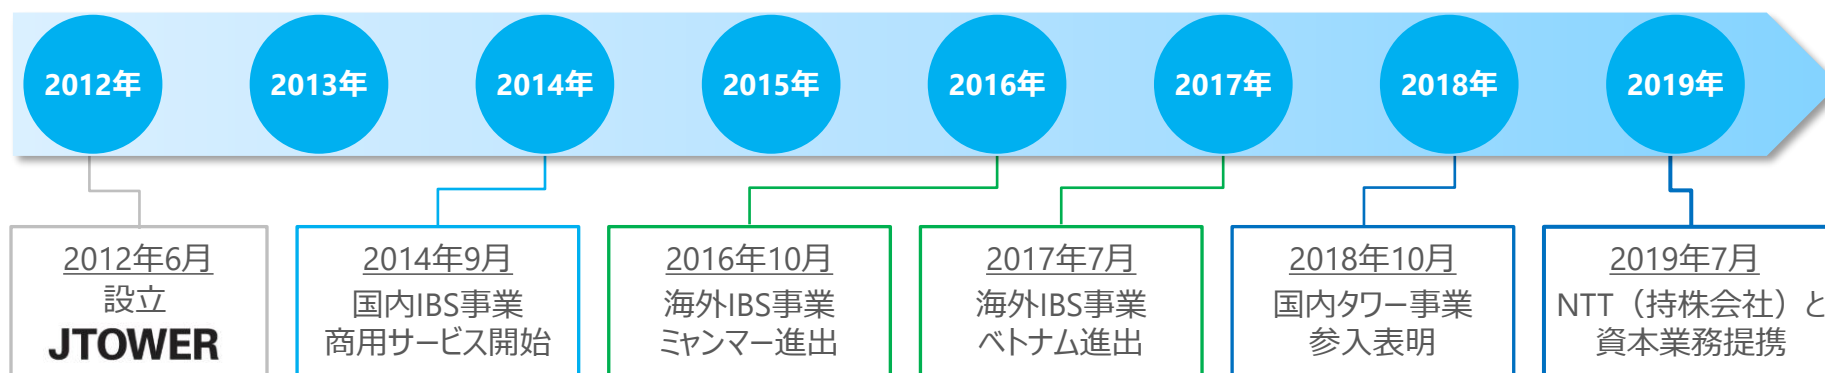 2012年
2013年
2014年
2015年
2016年
2017年
2018年
2019年
2012年6月
設立
JTOWER
2014年9月
国内IBS事業
商用サービス開始
2016年10月
海外IBS事業
ミャンマー進出
2017年7月
海外IBS事業
ベトナム進出
2018年10月
国内タワー事業
参入表明
2019年7月
NTT（持株会社）と
資本業務提携